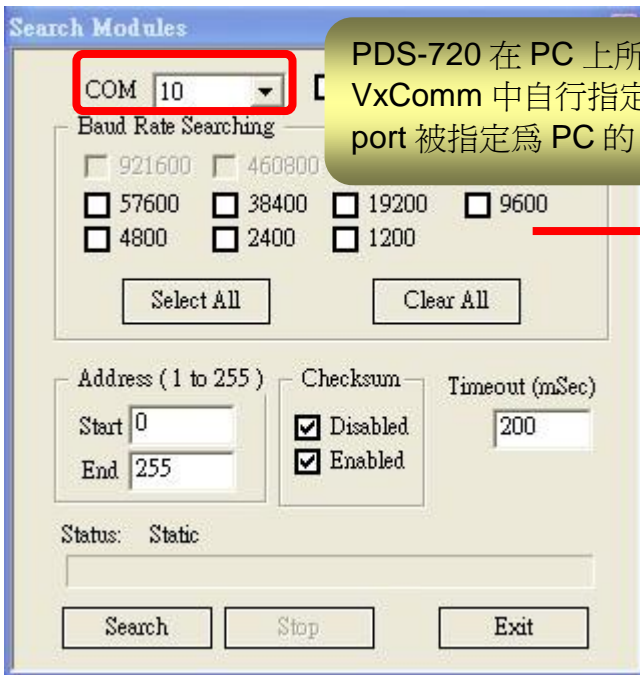 Search Modules
PDS-720 在 PC 上所
VxComm 中自行指定
port 被指定爲 PC 的
COM 10
Baud Rate Searching
921600 460800
57600 38400 19200 9600
4800 2400 1200
Select All Clear All
Address ( 1 to 255 ) Checksum Timeout (mSec)
Start 0 Disabled 200
End 255 Enabled
Status: Static
Search Stop Exit